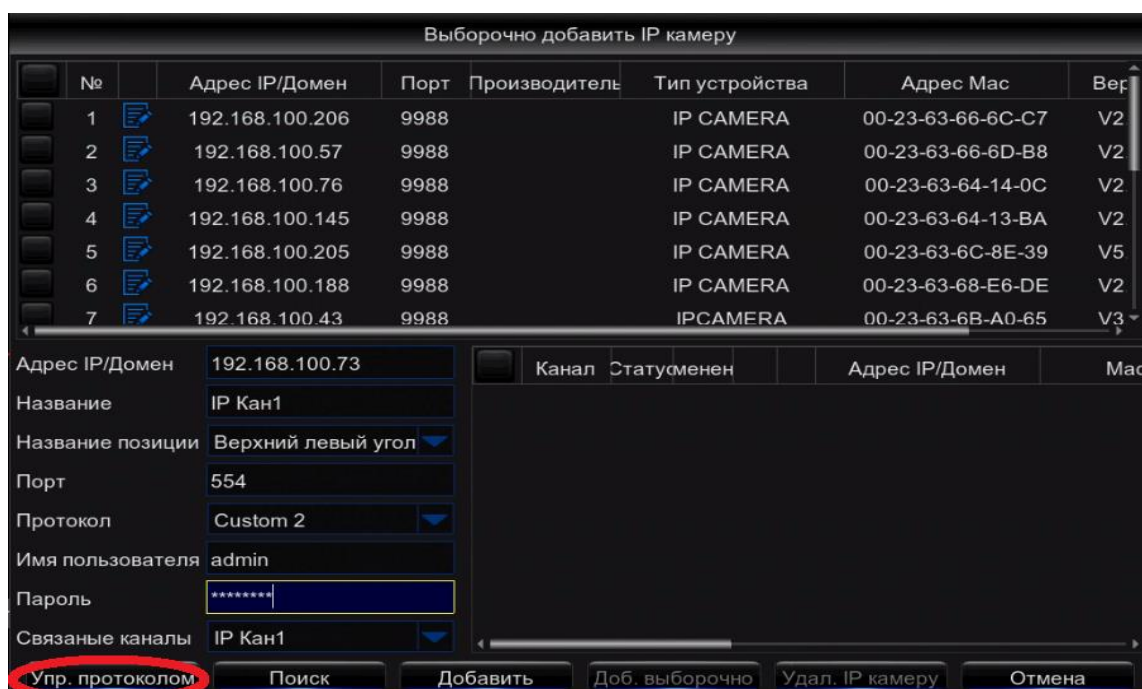 Выборочно добавить IP камеру
№ Адрес IP/Домен Порт Производитель Тип устройства Адрес Mac Вер
1 192.168.100.206 9988 IP CAMERA 00-23-63-66-6C-C7 V2
2 192.168.100.57 9988 IP CAMERA 00-23-63-66-6D-B8 V2
3 192.168.100.76 9988 IP CAMERA 00-23-63-64-14-0C V2
4 192.168.100.145 9988 IP CAMERA 00-23-63-64-13-BA V2
5 192.168.100.205 9988 IP CAMERA 00-23-63-6C-8E-39 V5
6 192.168.100.188 9988 IP CAMERA 00-23-63-68-E6-DE V2
7 192.168.100.43 9988 IPCAMERA 00-23-63-6B-A0-65 V3
Адрес IP/Домен 192.168.100.73
Название IP Кан1
Название позиции Верхний левый угол
Порт 554
Протокол Custom 2
Имя пользователя admin
Пароль ********
Связаные каналы IP Кан1
Канал Статус менен Адрес IP/Домен Мас
Упр. протоколом Поиск Добавить Доб. выборочно Удал. IP камеру Отмена